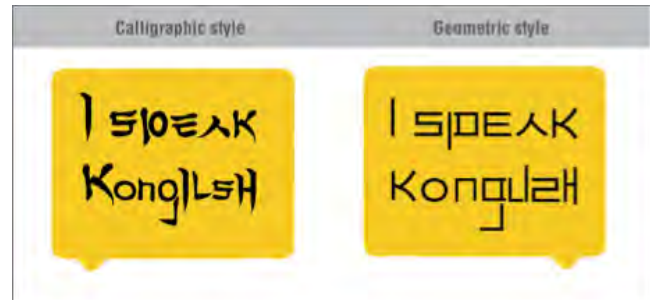 Calligraphic style
Geometric style
I speak
Konglish
I speak
Konglish